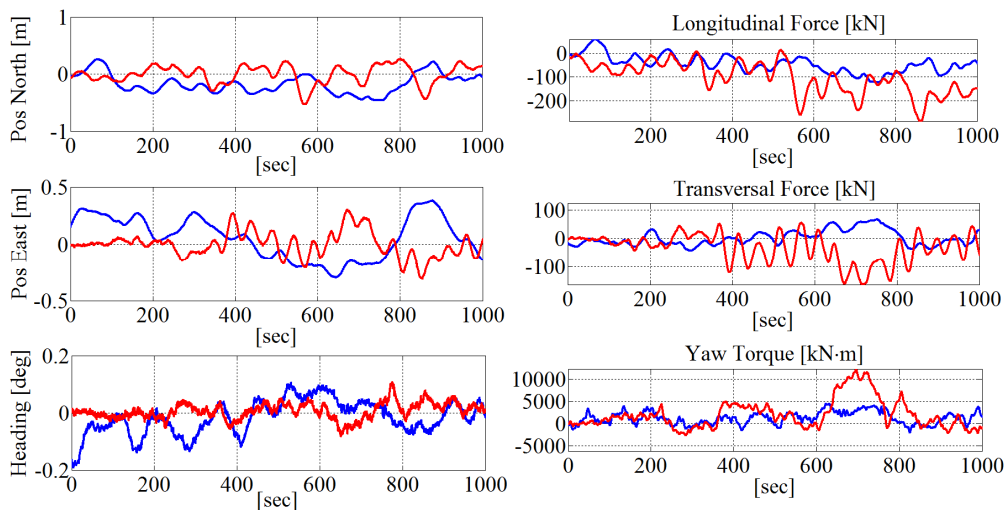 Pos North [m]
1
0
-1
0 200 400 600 800 1000
[sec]
Pos East [m]
0.5
0
-0.5
0 200 400 600 800 1000
[sec]
Heading [deg]
0.2
0
-0.2
0 200 400 600 800 1000
[sec]
Longitudinal Force [kN]
0
-100
-200
200 400 600 800 1000
[sec]
Transversal Force [kN]
100
0
-100
0 200 400 600 800 1000
[sec]
Yaw Torque [kN·m]
10000
5000
0
-5000
0 200 400 600 800 1000
[sec]